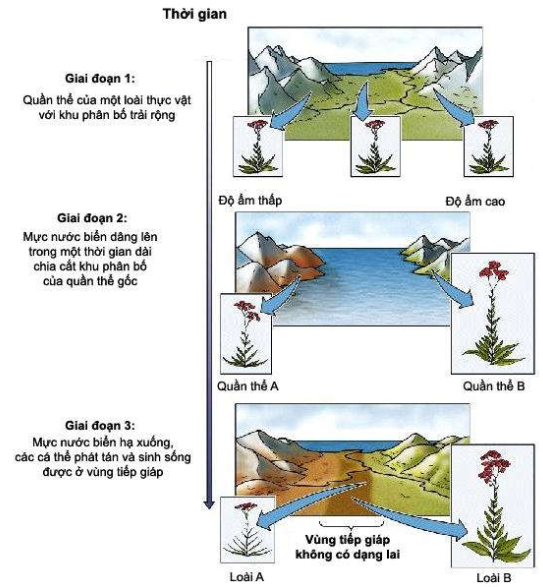 Thời gian
Giai đoạn 1:
Quần thể của một loài thực vật
với khu phân bố trải rộng
Độ ẩm thấp
Độ ẩm cao
Giai đoạn 2:
Mực nước biển dâng lên
trong một thời gian dài
chia cắt khu phân bố
của quần thể gốc
Quần thể A
Quần thể B
Giai đoạn 3:
Mực nước biển hạ xuống,
các cá thể phát tán và sinh sống
được ở vùng tiếp giáp
Vùng tiếp giáp
không có dạng lai
Loài A
Loài B